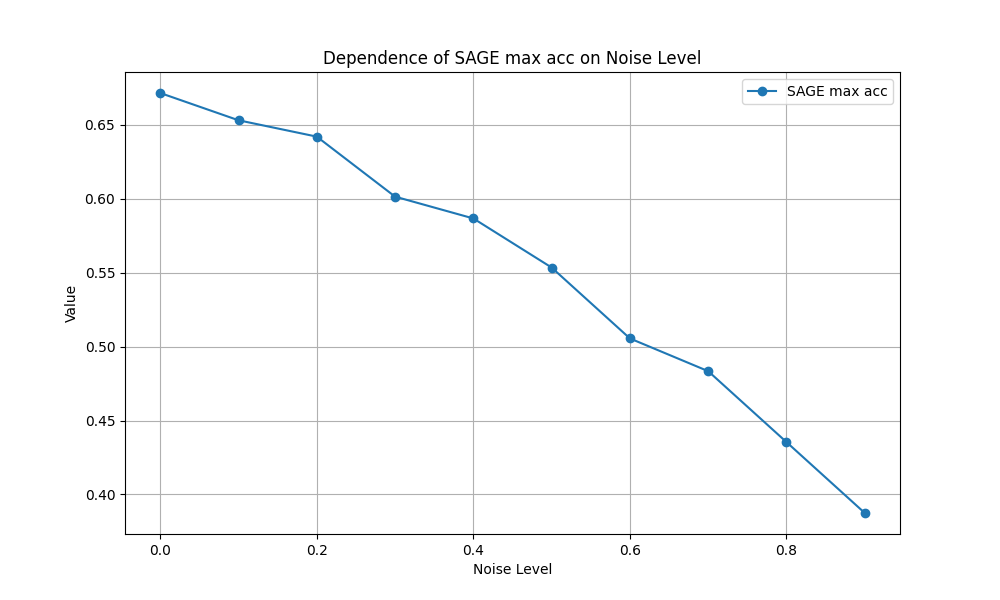 Dependence of SAGE max acc on Noise Level
SAGE max acc
0.65
0.60
0.55
0.50
0.45
0.40
Value
0.0 0.2 0.4 0.6 0.8
Noise Level